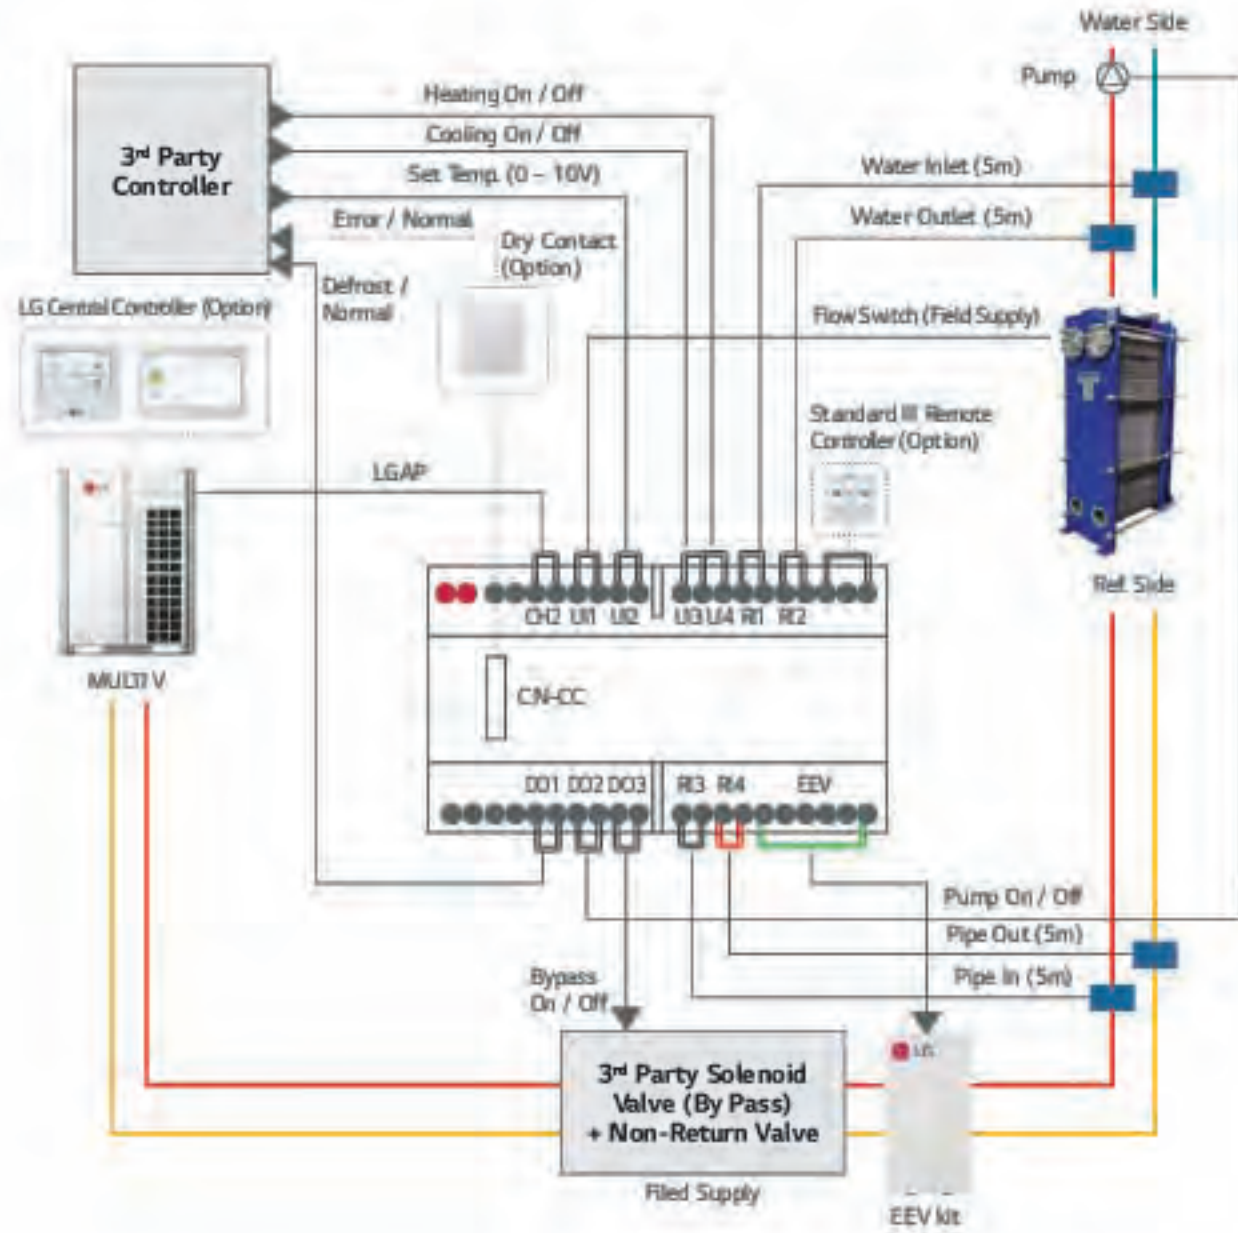 Water Side
Pump
Heating On / Off
Cooling On / Off
3rd Party
Controller
Set Temp. (0 – 10V)
Water Inlet (5m)
Water Outlet (5m)
Error / Normal
Dry Contact
(Option)
Defrost /
Normal
LG Central Controller (Option)
Flow Switch (Field Supply)
Standard III Remote
Controller (Option)
LGAP
Ref. Side
CH2 UI1 UI2 UI3 UI4 RI1 RI2
MULTI V
CN-CC
DO1 DO2 DO3 RI3 RI4 EEV
Pump On / Off
Pipe Out (5m)
Pipe In (5m)
Bypass
On / Off
LG
3rd Party Solenoid
Valve (By Pass)
+ Non-Return Valve
Filed Supply
EEV kit